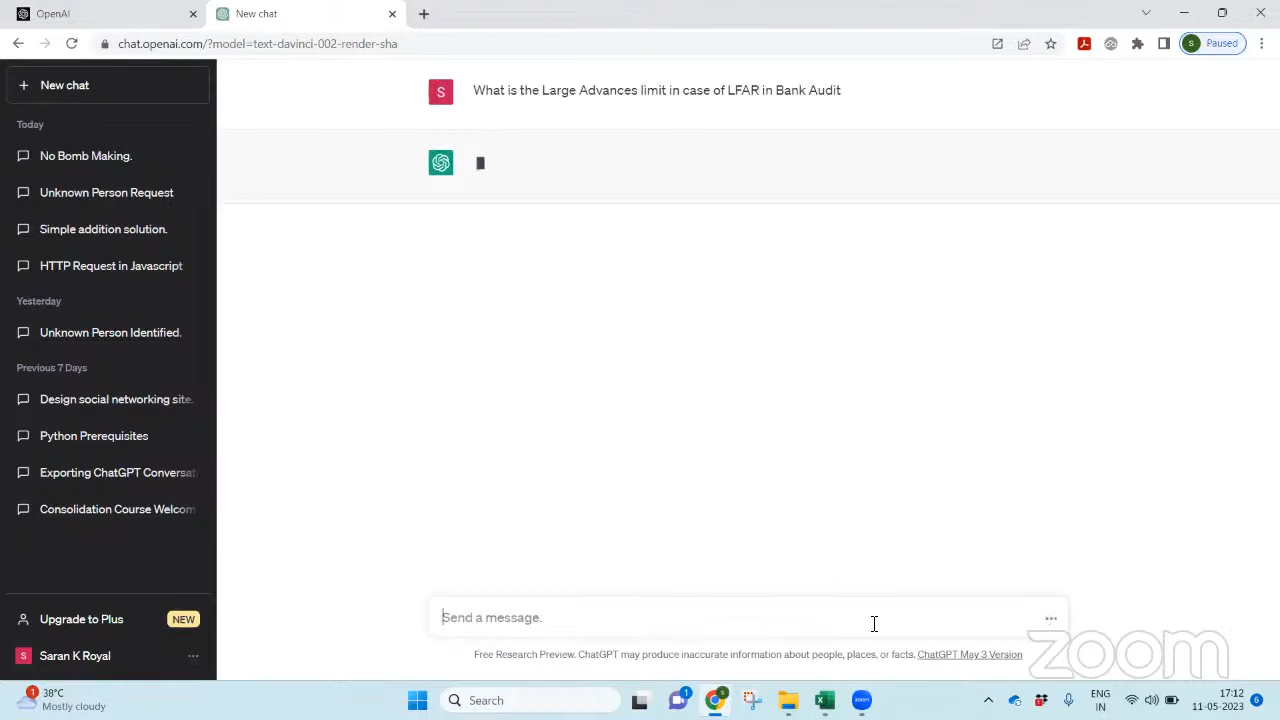 OpenAI
New chat
chat.openai.com/?model=text-davinci-002-render-sha
S Paused
New chat
Today
No Bomb Making.
Unknown Person Request
Simple addition solution.
HTTP Request in Javascript
Yesterday
Unknown Person Identified.
Previous 7 Days
Design social networking site.
Python Prerequisites
Exporting ChatGPT Conversat
Consolidation Course Welcom
Upgrade to Plus NEW
S Saran K Royal
S What is the Large Advances limit in case of LFAR in Bank Audit
Send a message.
Free Research Preview. ChatGPT may produce inaccurate information about people, places, or facts. ChatGPT May 3 Version
zoom
1 38°C
Mostly cloudy
Search
1
S
zoom
ENG
IN
17:12
11-05-2023
6